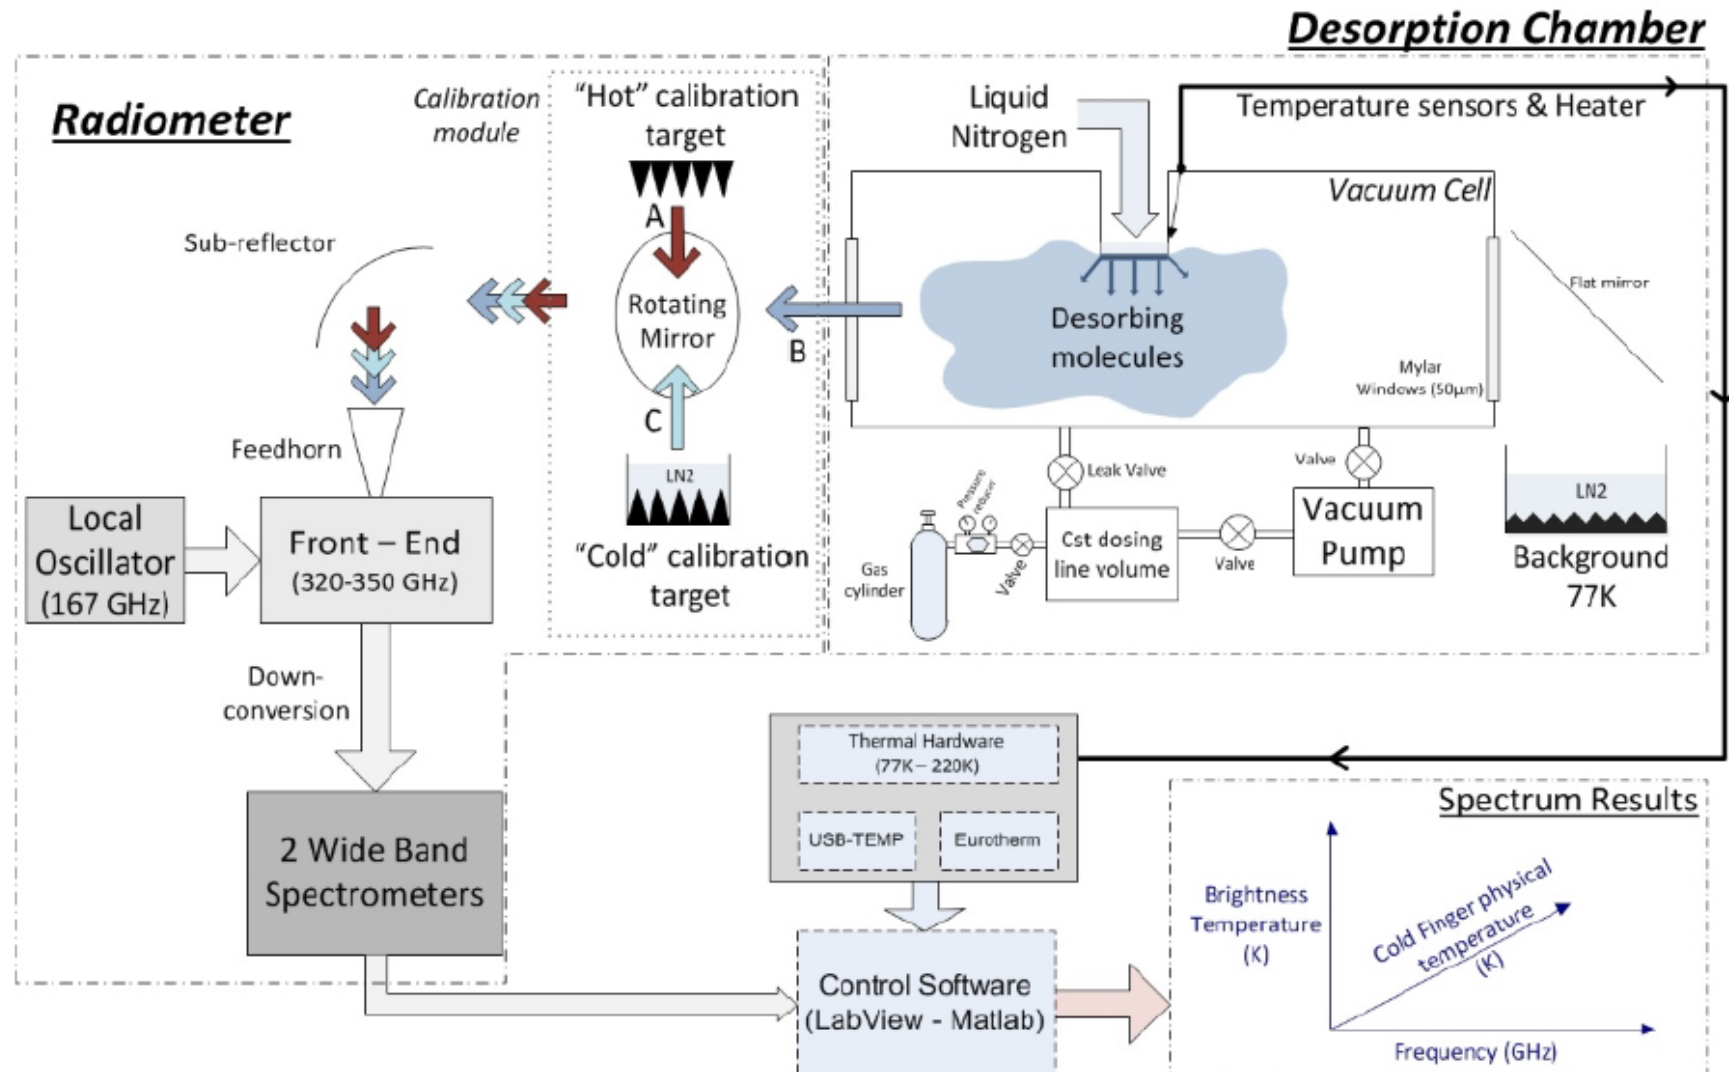 Desorption Chamber
Radiometer
Calibration
module
“Hot” calibration
target
A
Sub-reflector
Rotating
Mirror
B
C
Feedhorn
LN2
“Cold” calibration
target
Local
Oscillator
(167 GHz)
Front – End
(320-350 GHz)
Down-
conversion
2 Wide Band
Spectrometers
Liquid
Nitrogen
Temperature sensors & Heater
Vacuum Cell
Desorbing
molecules
Flat mirror
Mylar
Windows (50µm)
Leak Valve
Valve
Pressure
reducer
Gas
cylinder
Valve
Cst dosing
line volume
Valve
Vacuum
Pump
LN2
Background
77K
Thermal Hardware
(77K – 220K)
USB-TEMP
Eurotherm
Control Software
(LabView - Matlab)
Spectrum Results
Brightness
Temperature
(K)
Cold Finger physical
temperature
(K)
Frequency (GHz)